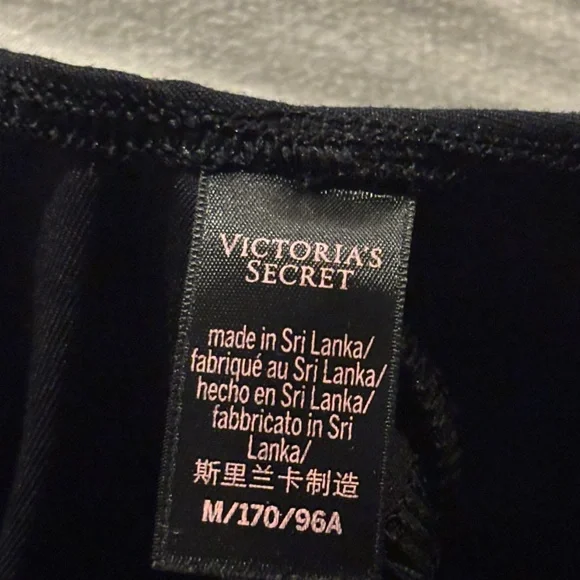 VICTORIA'S
SECRET
made in Sri Lanka/
fabriqué au Sri Lanka/
hecho en Sri Lanka/
fabbricato in Sri
Lanka/
斯里兰卡制造
M/170/96A